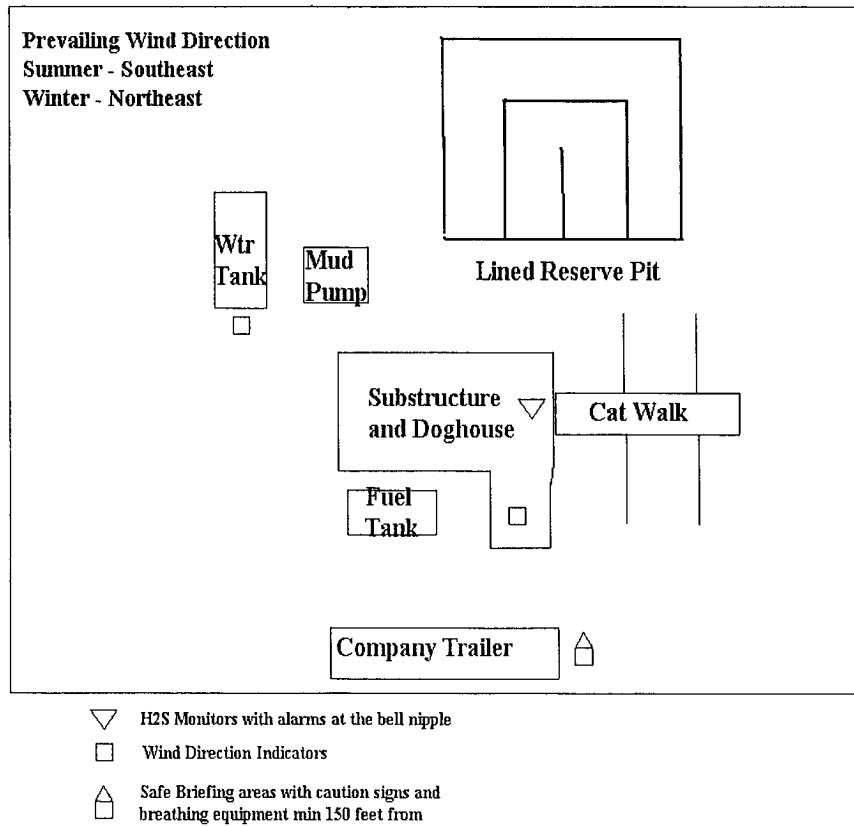 Prevailing Wind Direction
Summer - Southeast
Winter - Northeast
Wtr
Tank
Mud
Pump
Lined Reserve Pit
Substructure
and Doghouse
Cat Walk
Fuel
Tank
Company Trailer
H2S Monitors with alarms at the bell nipple
Wind Direction Indicators
Safe Briefing areas with caution signs and
breathing equipment min 150 feet from